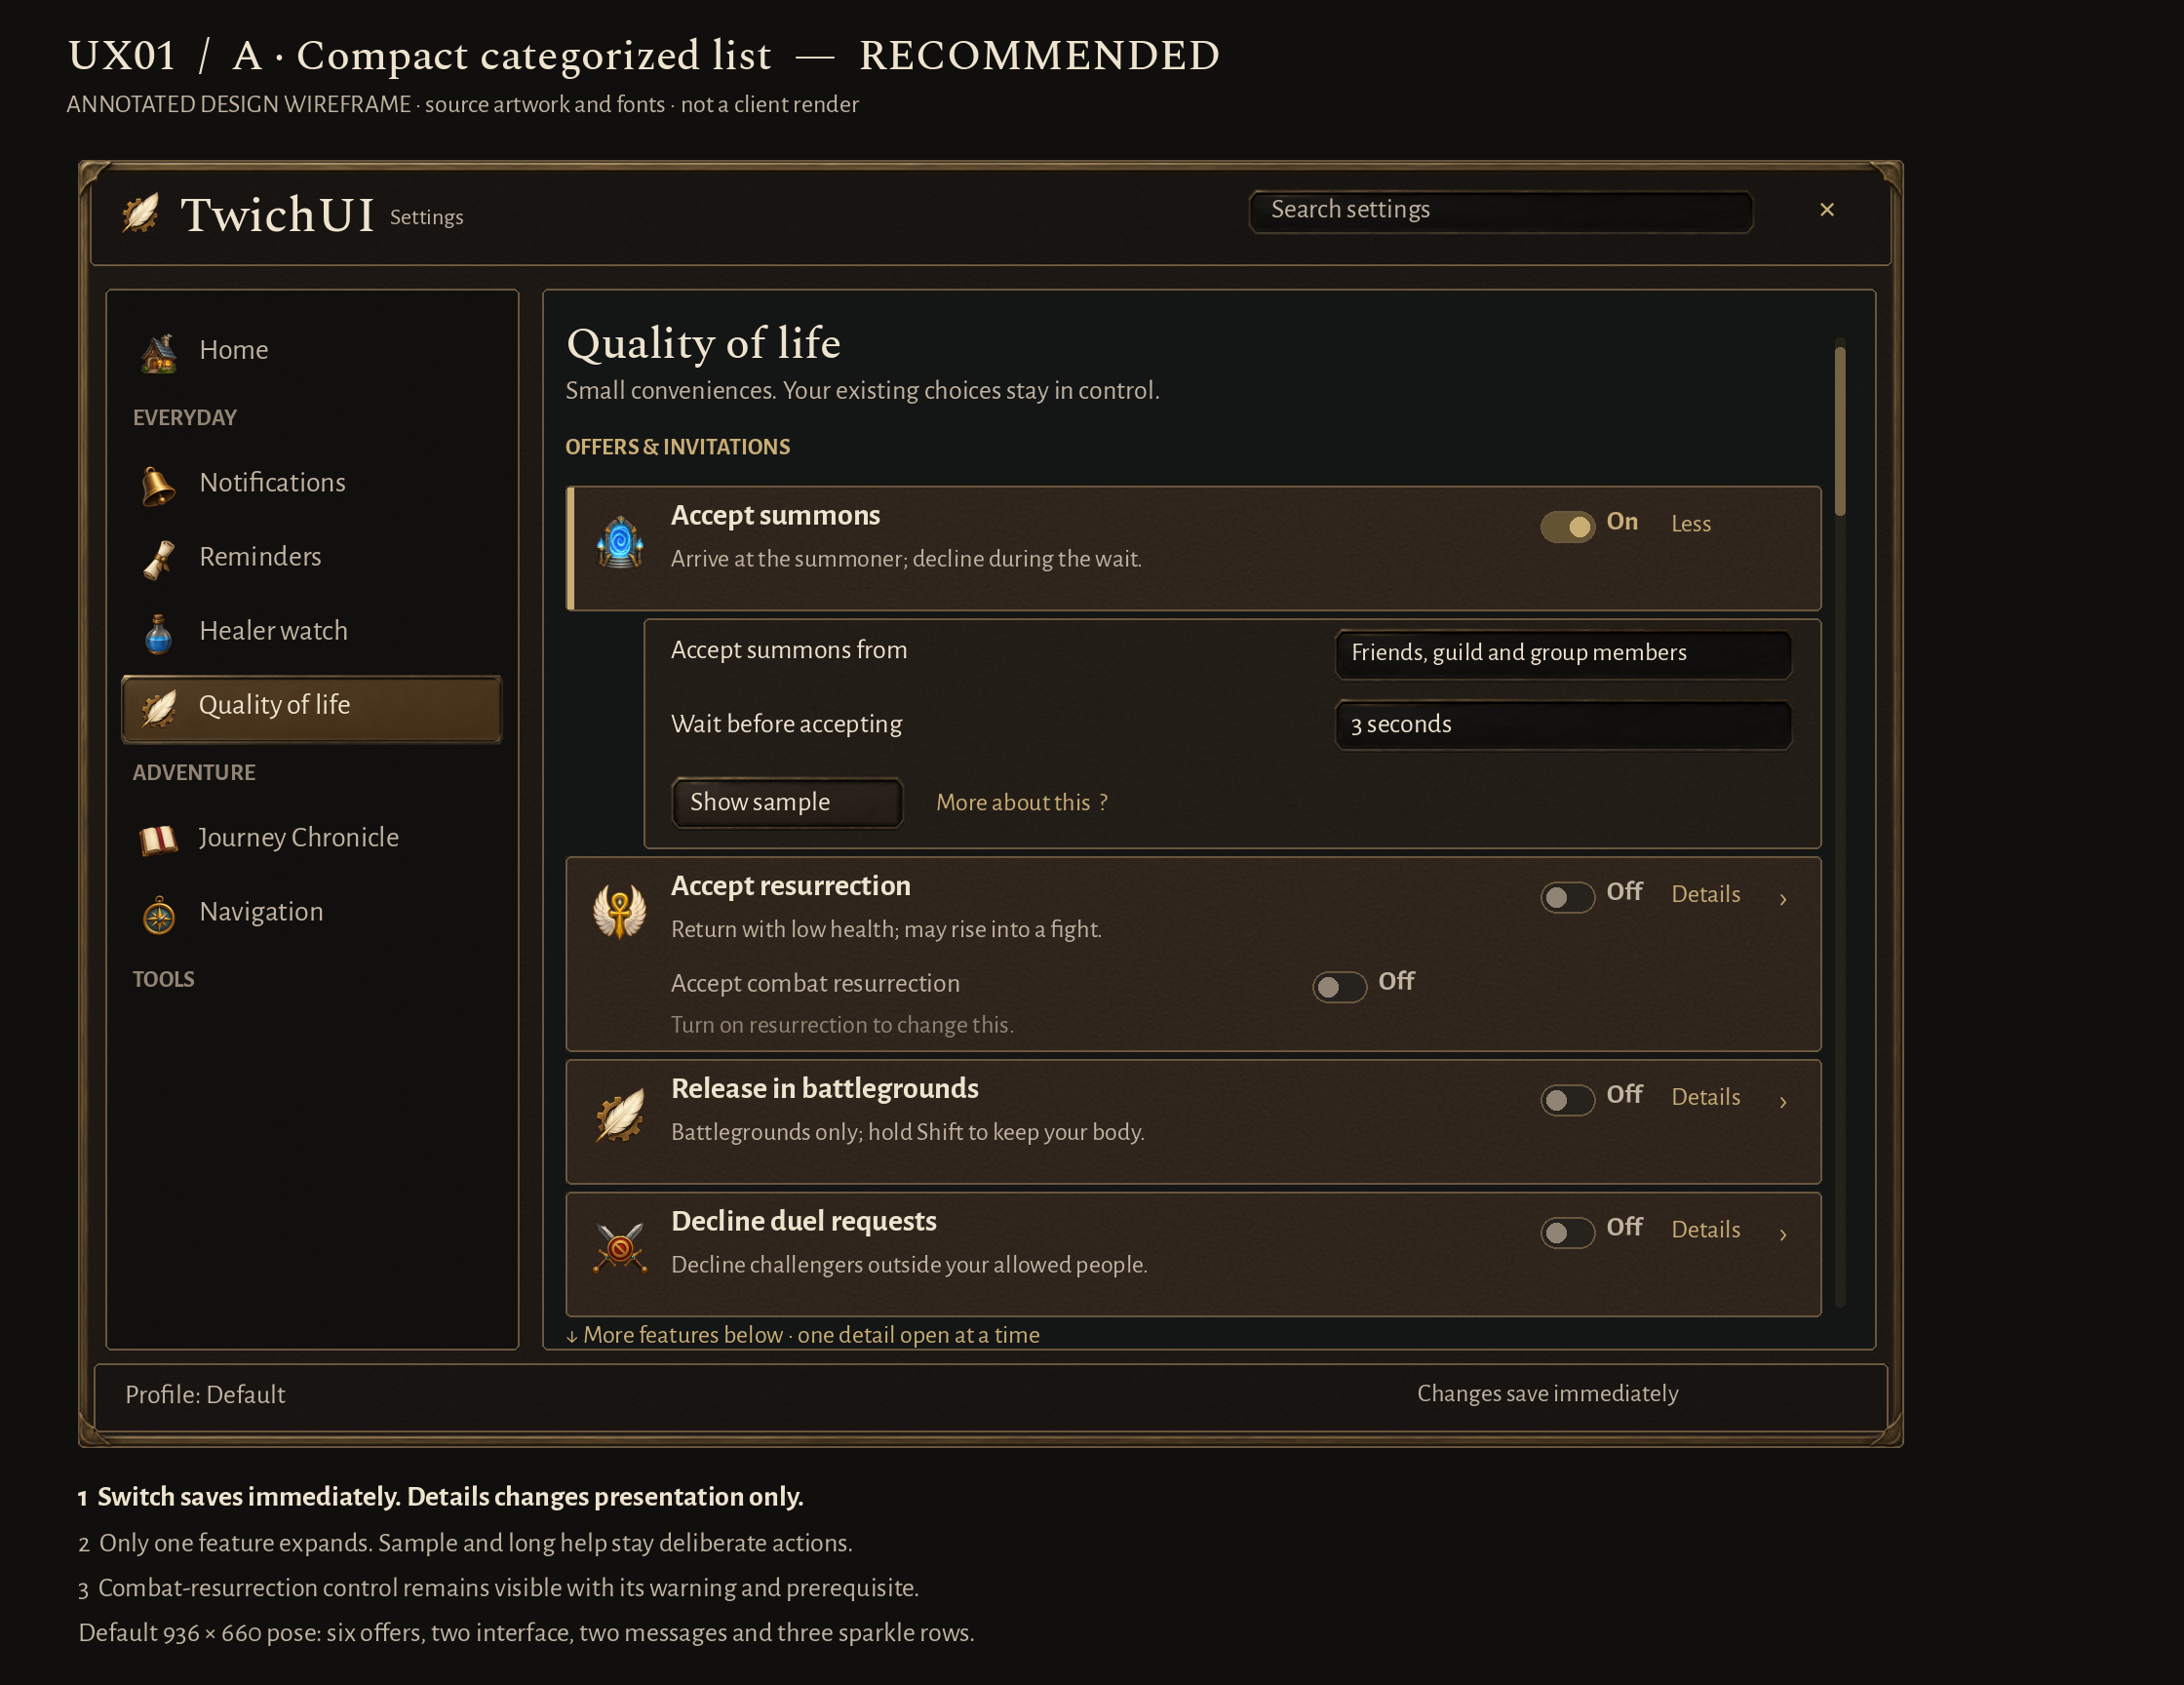 UX01 / A · Compact categorized list — RECOMMENDED
ANNOTATED DESIGN WIREFRAME · source artwork and fonts · not a client render
TwichUI Settings
Search settings
×
Home
EVERYDAY
Notifications
Reminders
Healer watch
Quality of life
ADVENTURE
Journey Chronicle
Navigation
TOOLS
Quality of life
Small conveniences. Your existing choices stay in control.
OFFERS & INVITATIONS
Accept summons
On Less
Arrive at the summoner; decline during the wait.
Accept summons from
Friends, guild and group members
Wait before accepting
3 seconds
Show sample
More about this ?
Accept resurrection
Off Details ›
Return with low health; may rise into a fight.
Accept combat resurrection
Off
Turn on resurrection to change this.
Release in battlegrounds
Off Details ›
Battlegrounds only; hold Shift to keep your body.
Decline duel requests
Off Details ›
Decline challengers outside your allowed people.
↓ More features below · one detail open at a time
Profile: Default
Changes save immediately
1 Switch saves immediately. Details changes presentation only.
2 Only one feature expands. Sample and long help stay deliberate actions.
3 Combat-resurrection control remains visible with its warning and prerequisite.
Default 936 × 660 pose: six offers, two interface, two messages and three sparkle rows.